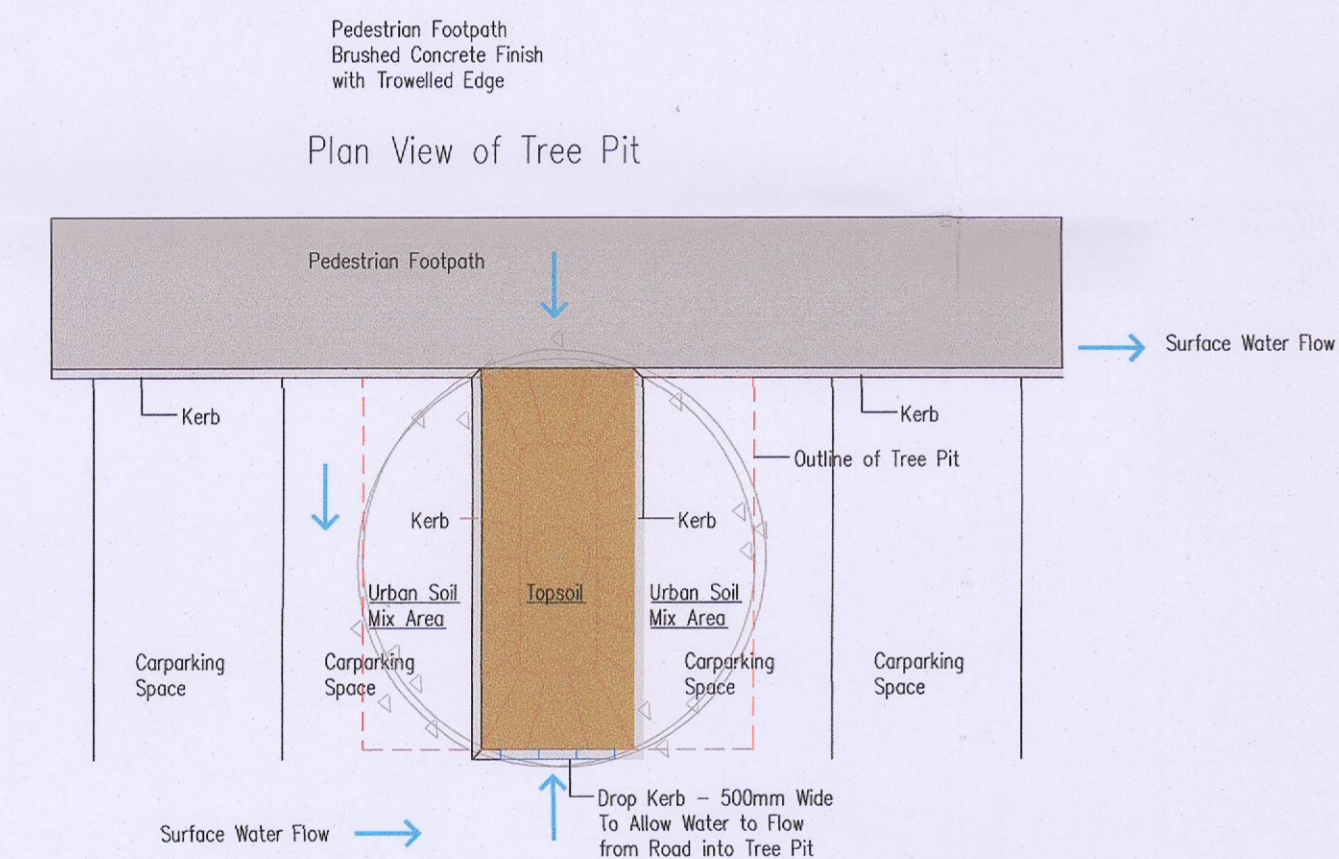 Pedestrian Footpath
Brushed Concrete Finish
with Trowelled Edge
Plan View of Tree Pit
Pedestrian Footpath
Surface Water Flow
Kerb
Kerb
Outline of Tree Pit
Kerb
Kerb
Urban Soil
Mix Area
Topsoil
Urban Soil
Mix Area
Carparking
Space
Carparking
Space
Carparking
Space
Carparking
Space
Drop Kerb - 500mm Wide
To Allow Water to Flow
from Road into Tree Pit
Surface Water Flow